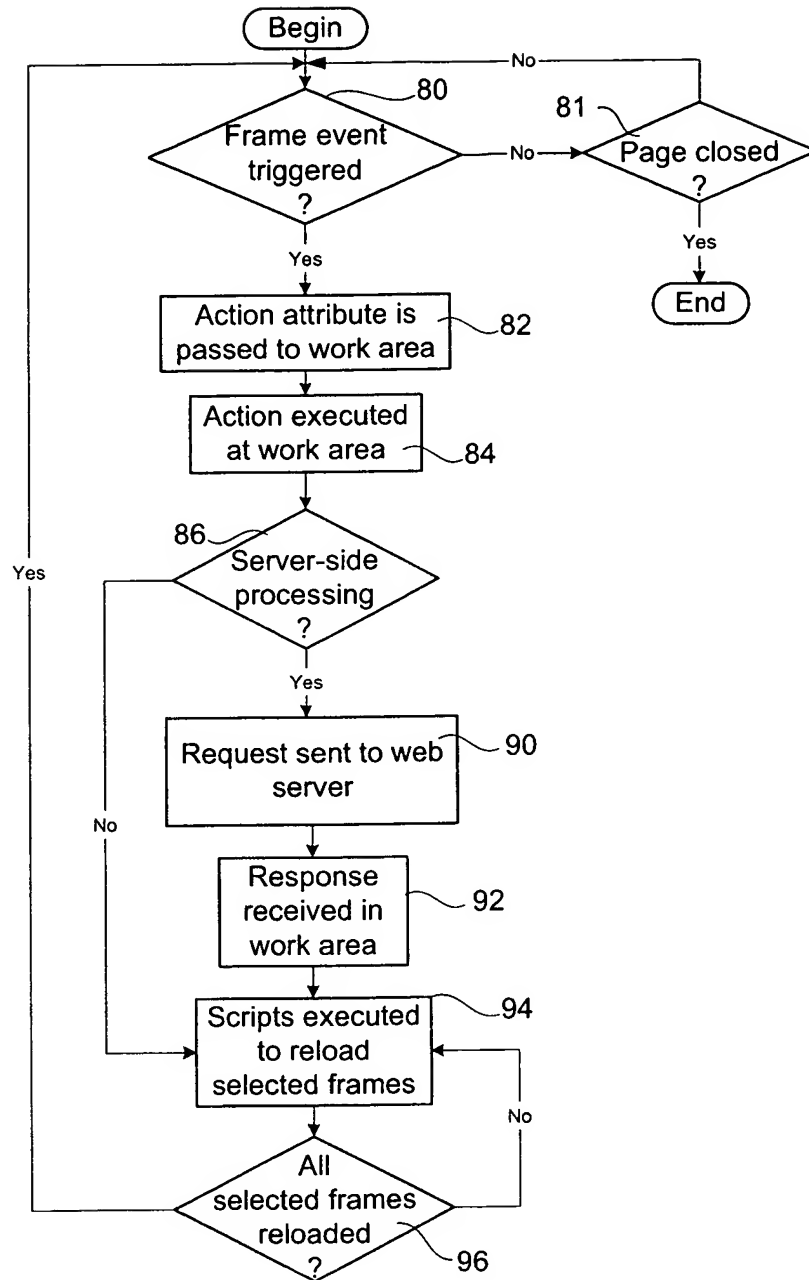 Begin
No
80
81
Frame event
triggered
?
No
Page closed
?
Yes
Yes
End
Action attribute is
passed to work area
82
Action executed
at work area
84
86
Server-side
processing
?
Yes
Yes
Request sent to web
server
90
No
Response
received in
work area
92
94
Scripts executed
to reload
selected frames
No
All
selected frames
reloaded
?
96